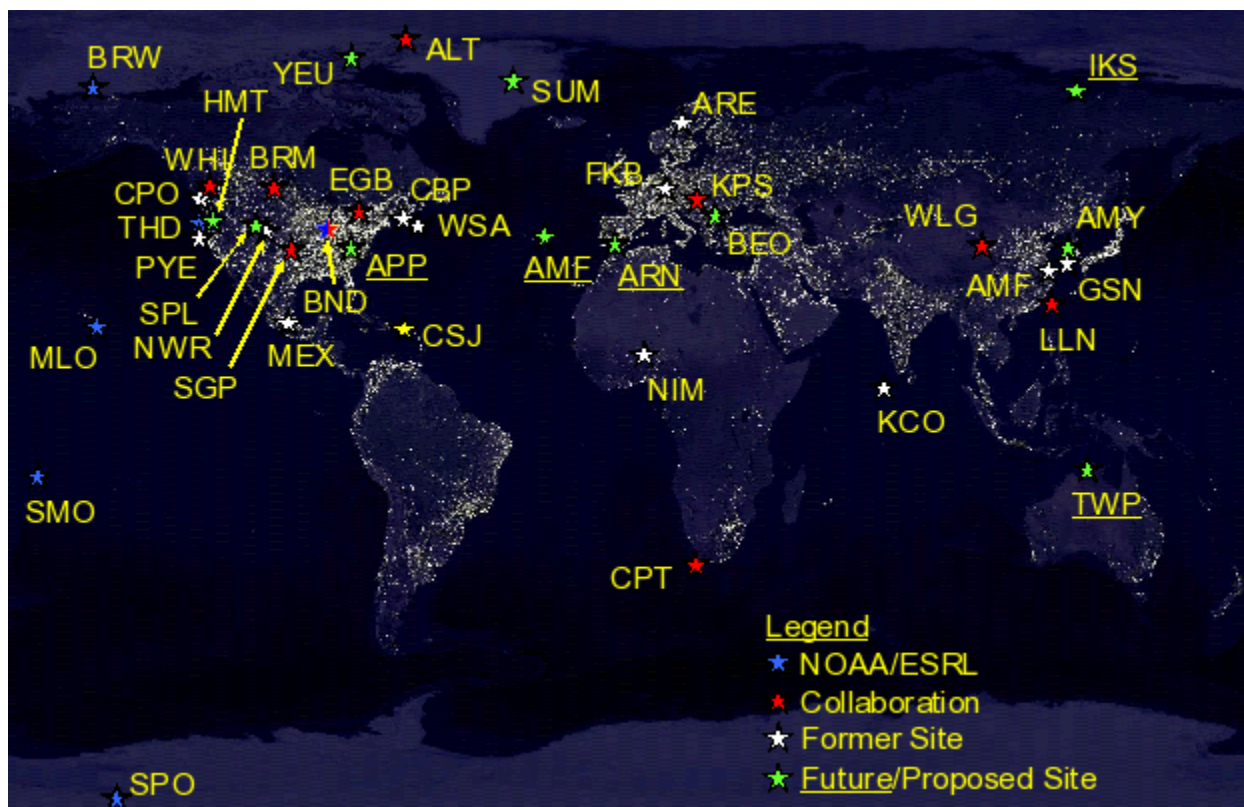 ALT
BRW
YEU
IKS
SUM
HMT
ARE
WHI
BRM
FKB
EGB
CBP
KPS
CPO
WLG
AMY
THD
WSA
BEO
PYE
APP
AMF
ARN
AMF
GSN
BND
SPL
CSJ
NWR
MEX
MLO
LLN
SGP
NIM
KCO
TWP
SMO
CPT
Legend
NOAA/ESRL
Collaboration
Former Site
Future/Proposed Site
SPO